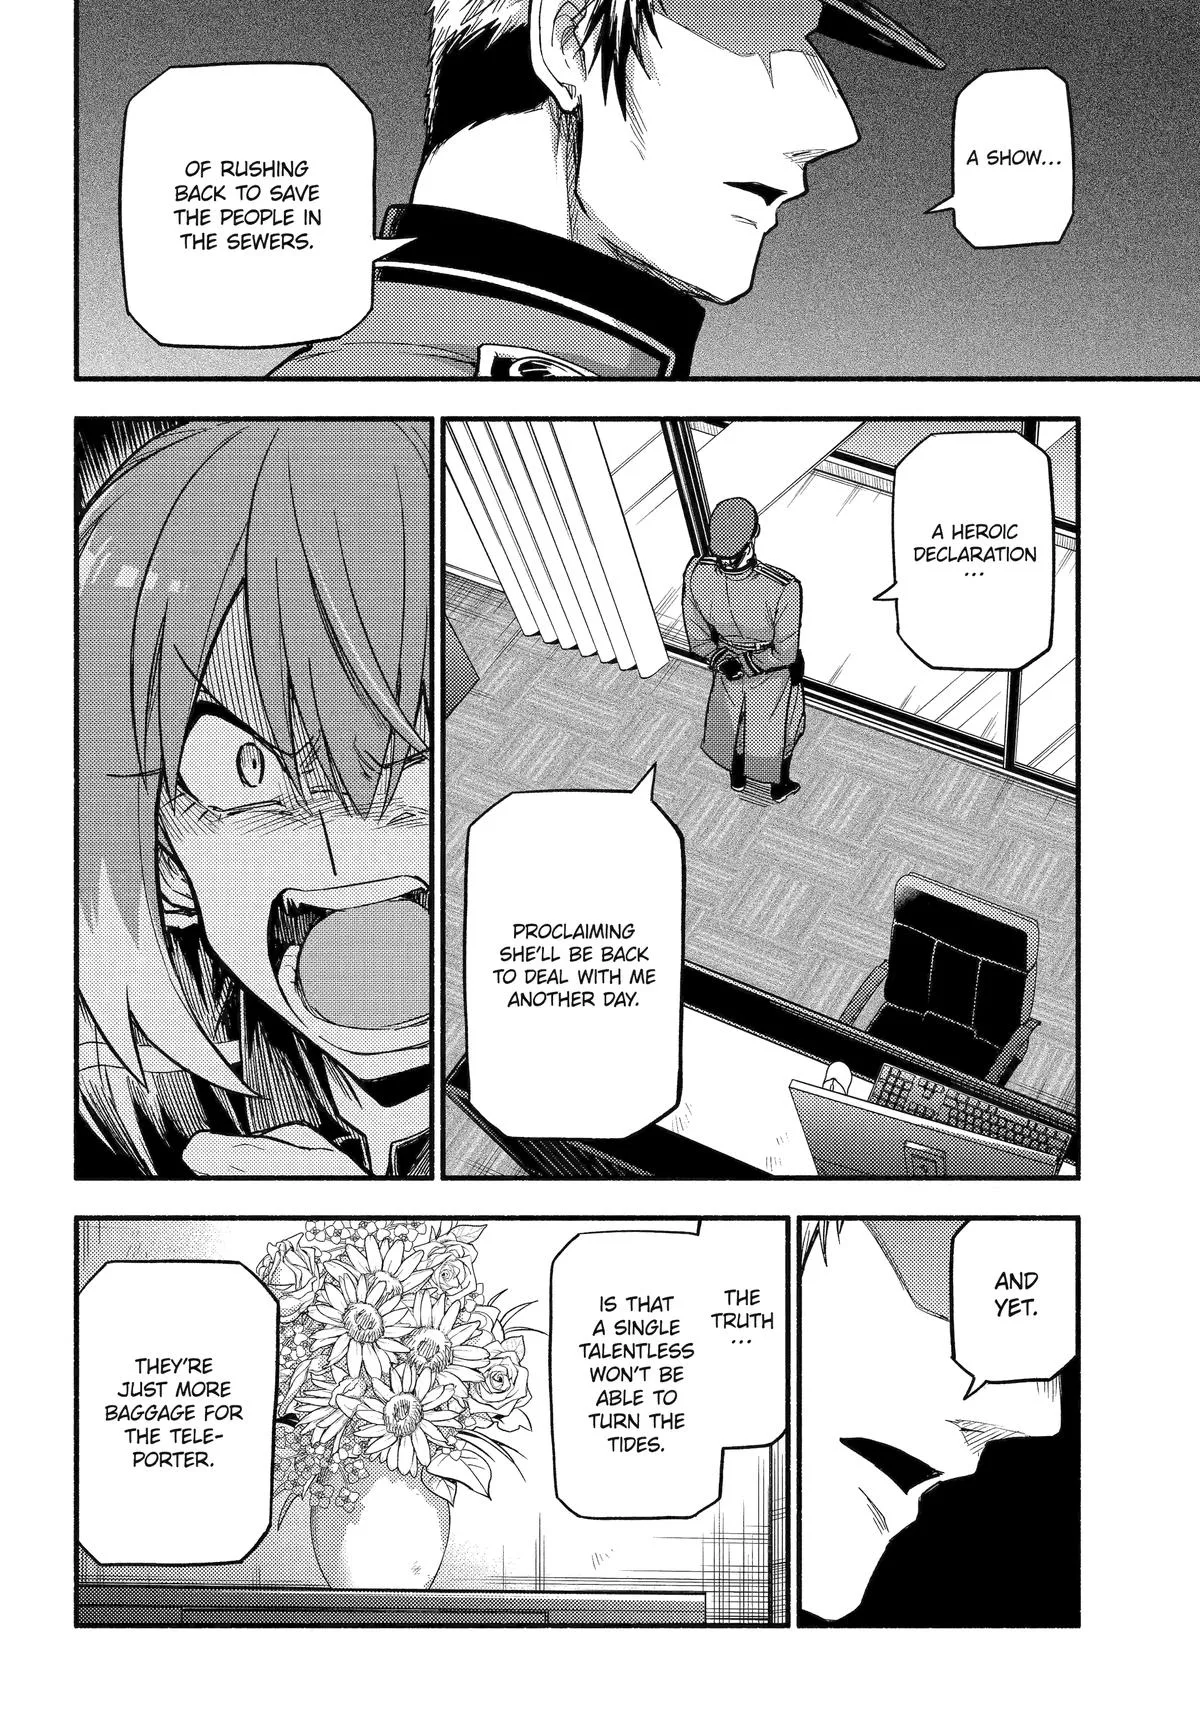 A SHOW...
OF RUSHING
BACK TO SAVE
THE PEOPLE IN
THE SEWERS.
A HEROIC
DECLARATION
...
PROCLAIMING
SHE'LL BE BACK
TO DEAL WITH ME
ANOTHER DAY.
AND
YET.
THE
TRUTH
...
IS THAT
A SINGLE
TALENTLESS
WON'T BE
ABLE TO
TURN THE
TIDES.
THEY'RE
JUST MORE
BAGGAGE FOR
THE TELE-
PORTER.